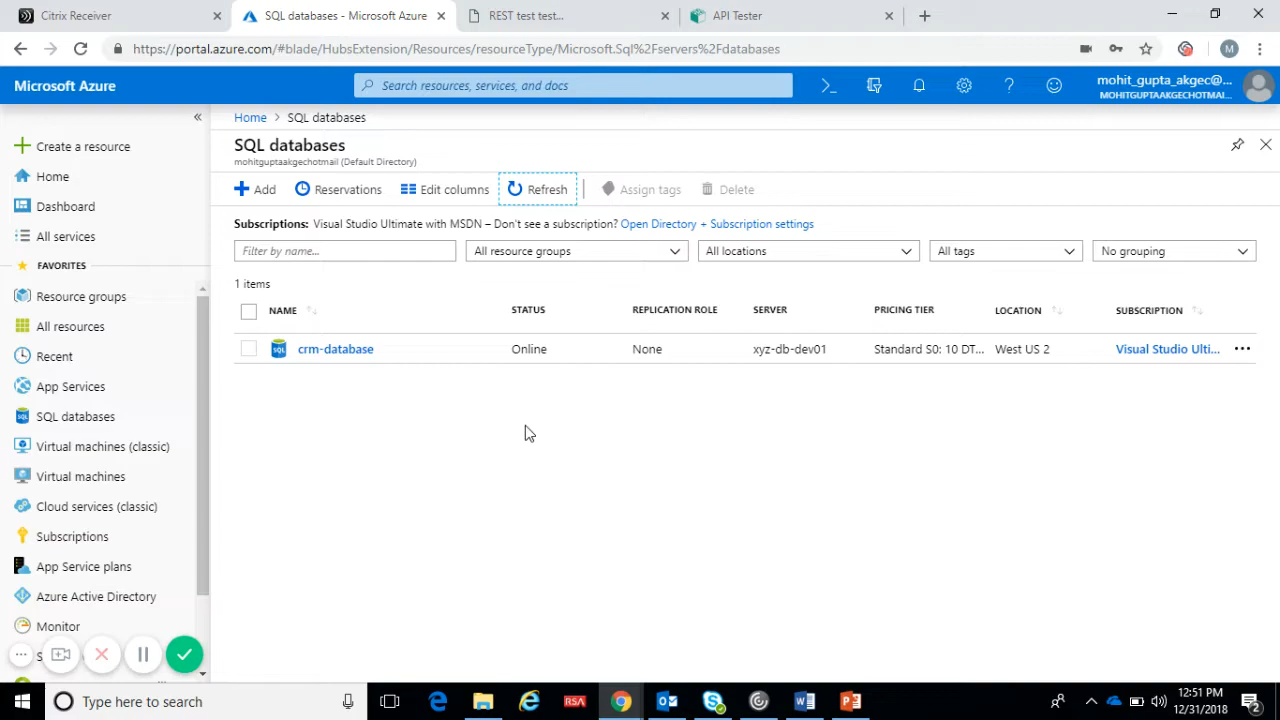 Citrix Receiver
SQL databases - Microsoft Azure
REST test test...
API Tester
https://portal.azure.com/#blade/HubsExtension/Resources/resourceType/Microsoft.Sql%2Fservers%2Fdatabases
M
Microsoft Azure
Search resources, services, and docs
mohit_gupta_akgec@...
MOHITGUPTAAKGECHOTMAI...
Create a resource
Home
Dashboard
All services
FAVORITES
Resource groups
All resources
Recent
App Services
SQL databases
Virtual machines (classic)
Virtual machines
Cloud services (classic)
Subscriptions
App Service plans
Azure Active Directory
Monitor
Home > SQL databases
SQL databases
mohitguptaakgechotmail (Default Directory)
Add
Reservations
Edit columns
Refresh
Assign tags
Delete
Subscriptions: Visual Studio Ultimate with MSDN – Don't see a subscription? Open Directory + Subscription settings
Filter by name...
All resource groups
All locations
All tags
No grouping
1 items
NAME STATUS REPLICATION ROLE SERVER PRICING TIER LOCATION SUBSCRIPTION
SQL crm-database Online None xyz-db-dev01 Standard S0: 10 DT... West US 2 Visual Studio Ulti...
Type here to search
RSA
12:51 PM
12/31/2018
2